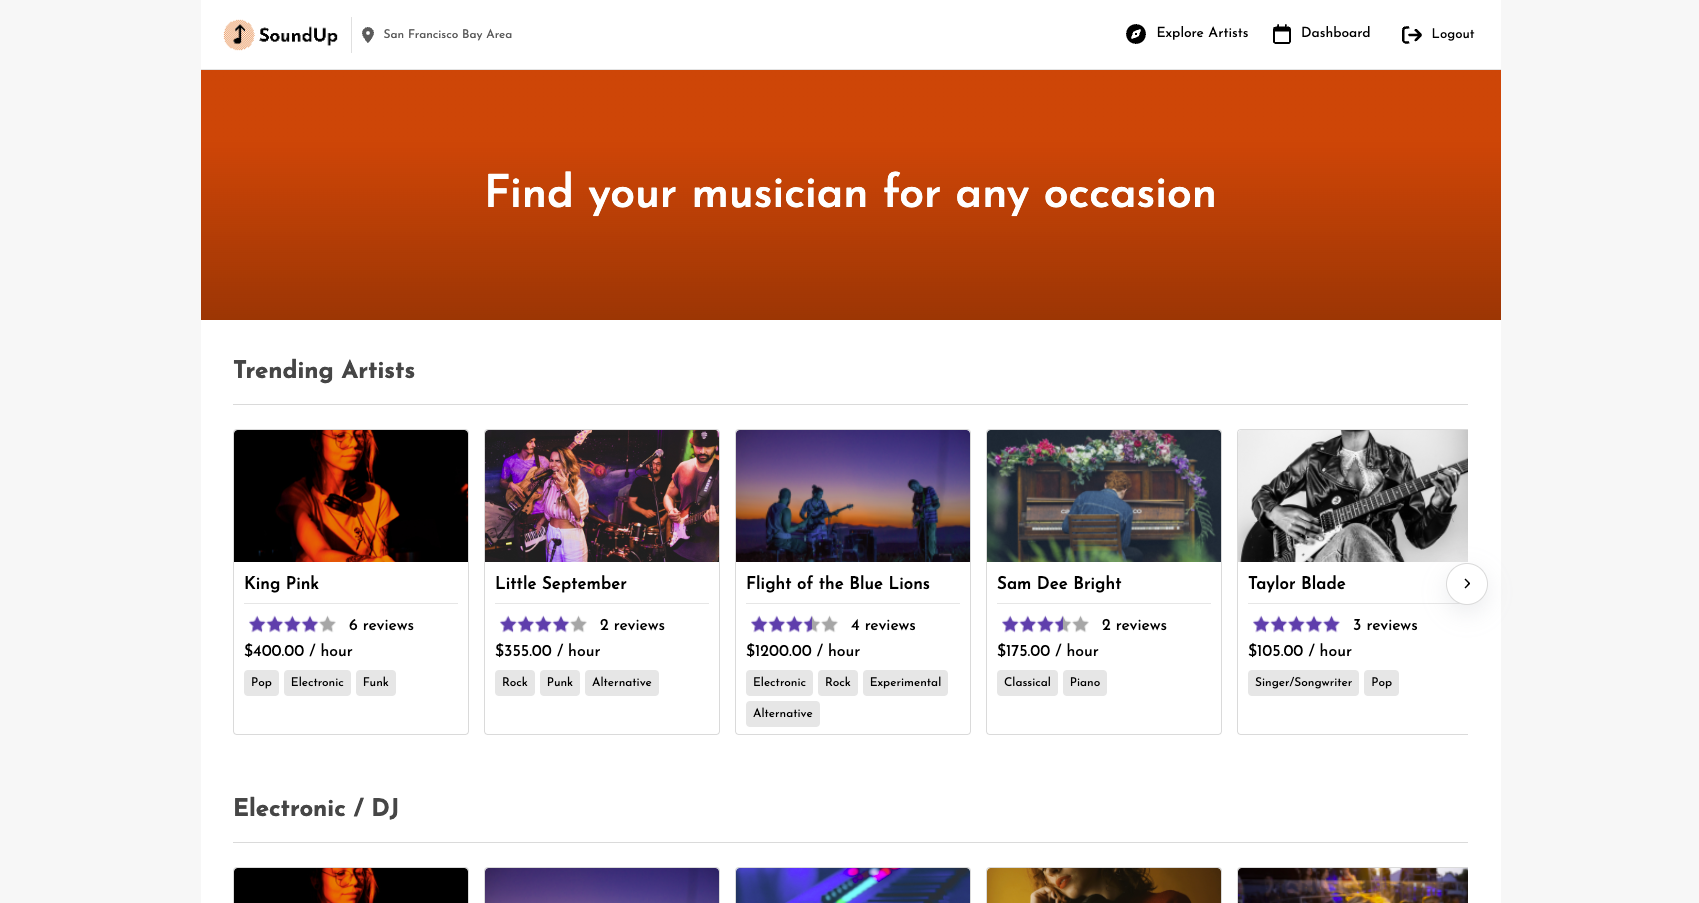 SoundUp
San Francisco Bay Area
Explore Artists
Dashboard
Logout
Find your musician for any occasion
Trending Artists
King Pink
6 reviews
$400.00 / hour
Pop
Electronic
Funk
Little September
2 reviews
$355.00 / hour
Rock
Punk
Alternative
Flight of the Blue Lions
4 reviews
$1200.00 / hour
Electronic
Rock
Experimental
Alternative
Sam Dee Bright
2 reviews
$175.00 / hour
Classical
Piano
Taylor Blade
3 reviews
$105.00 / hour
Singer/Songwriter
Pop
Electronic / DJ